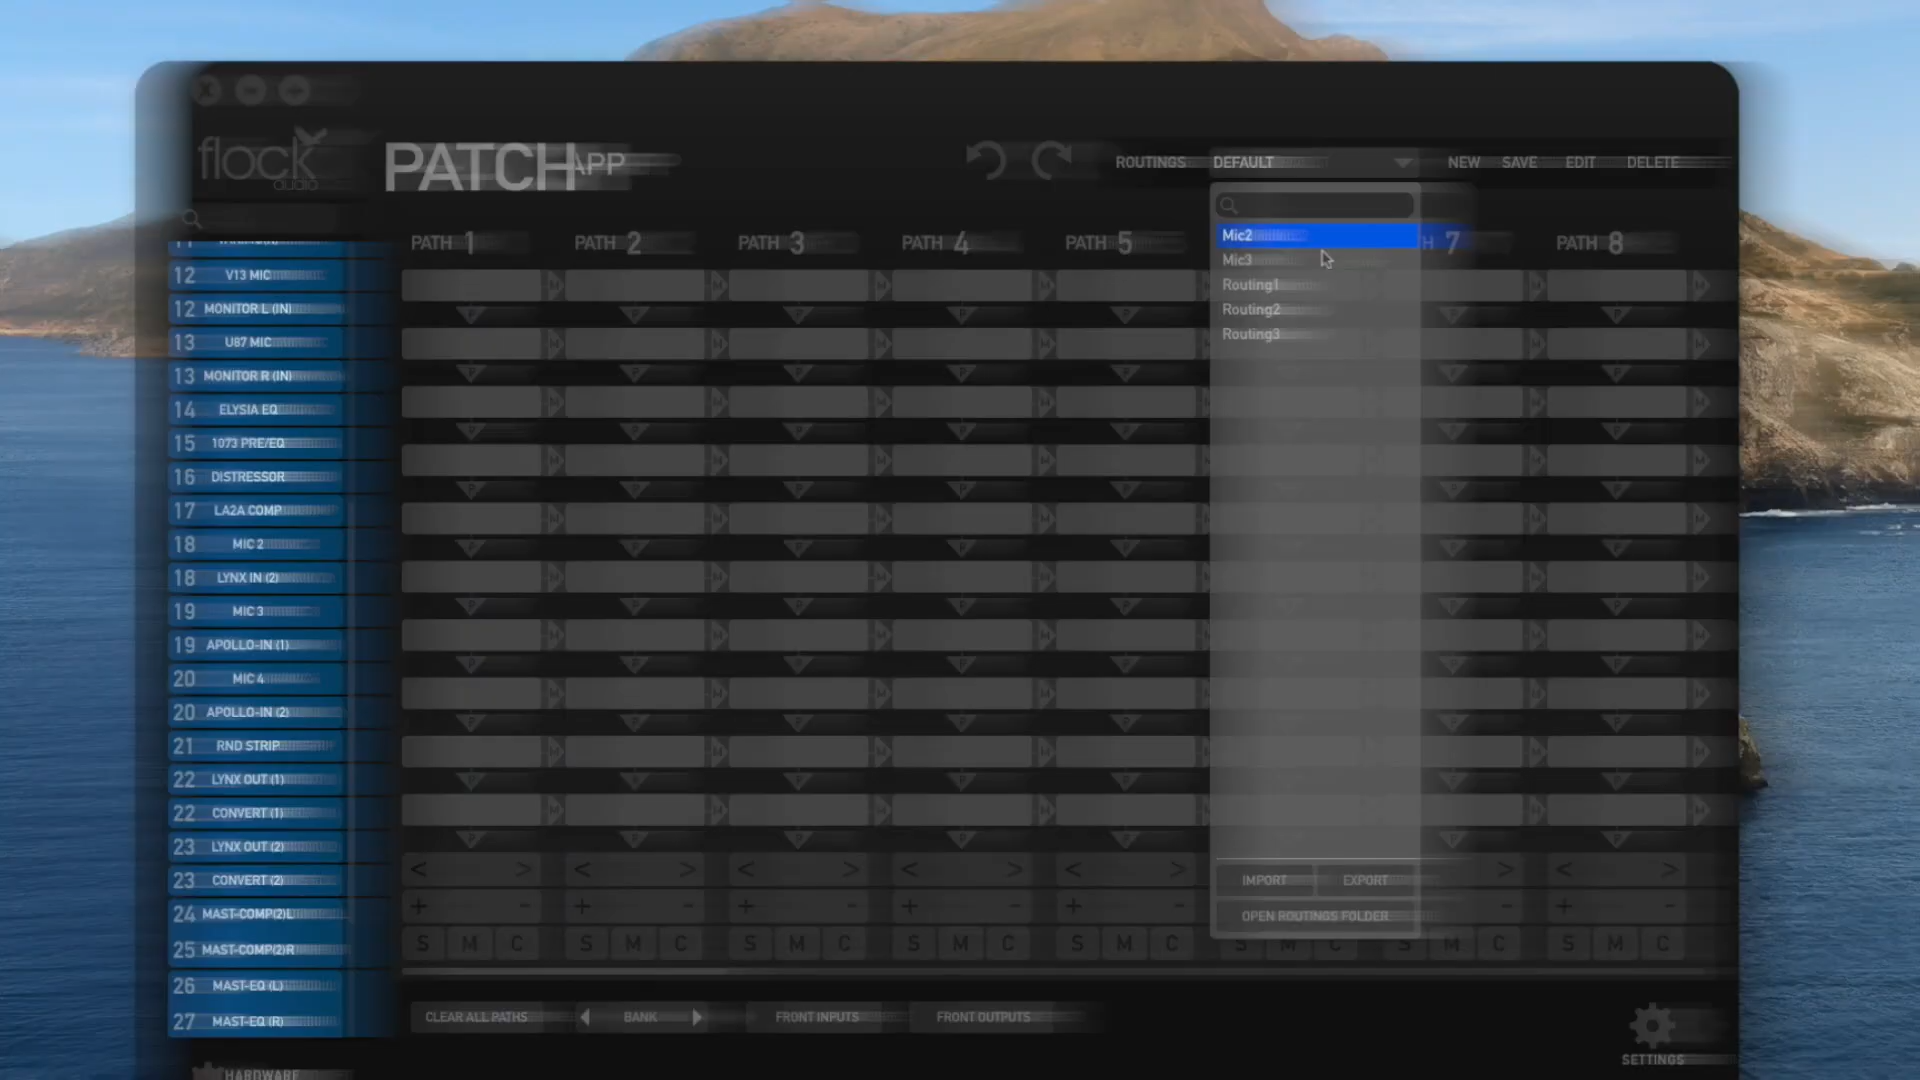 flock audio PATCH APP
ROUTINGS DEFAULT NEW SAVE EDIT DELETE
PATH 1 PATH 2 PATH 3 PATH 4 PATH 5 H 7 PATH 8
Mic2
Mic3
Routing1
Routing2
Routing3
12 V13 MIC
12 MONITOR L (IN)
13 U87 MIC
13 MONITOR R (IN)
14 ELYSIA EQ
15 1073 PRE/EQ
16 DISTRESSOR
17 LA2A COMP
18 MIC 2
18 LYNX IN (2)
19 MIC 3
19 APOLLO-IN (1)
20 MIC 4
20 APOLLO-IN (2)
21 RND STRIP
22 LYNX OUT (1)
22 CONVERT (1)
23 LYNX OUT (2)
23 CONVERT (2)
24 MAST-COMP(2)L
25 MAST-COMP(2)R
26 MAST-EQ (L)
27 MAST-EQ (R)
IMPORT EXPORT
OPEN ROUTINGS FOLDER
S M C S M C S M C S M C S M C S M C S M C S M C
CLEAR ALL PATHS BANK FRONT INPUTS FRONT OUTPUTS
SETTINGS
HARDWARE